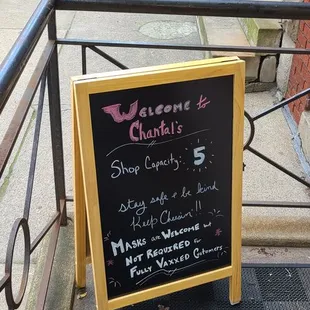 Welcome to
Chantal's
Shop Capacity: 5
stay safe & be kind
Keep Cheesin'!!
Masks are Welcome but
Not Required for
Fully Vaxxed Customers